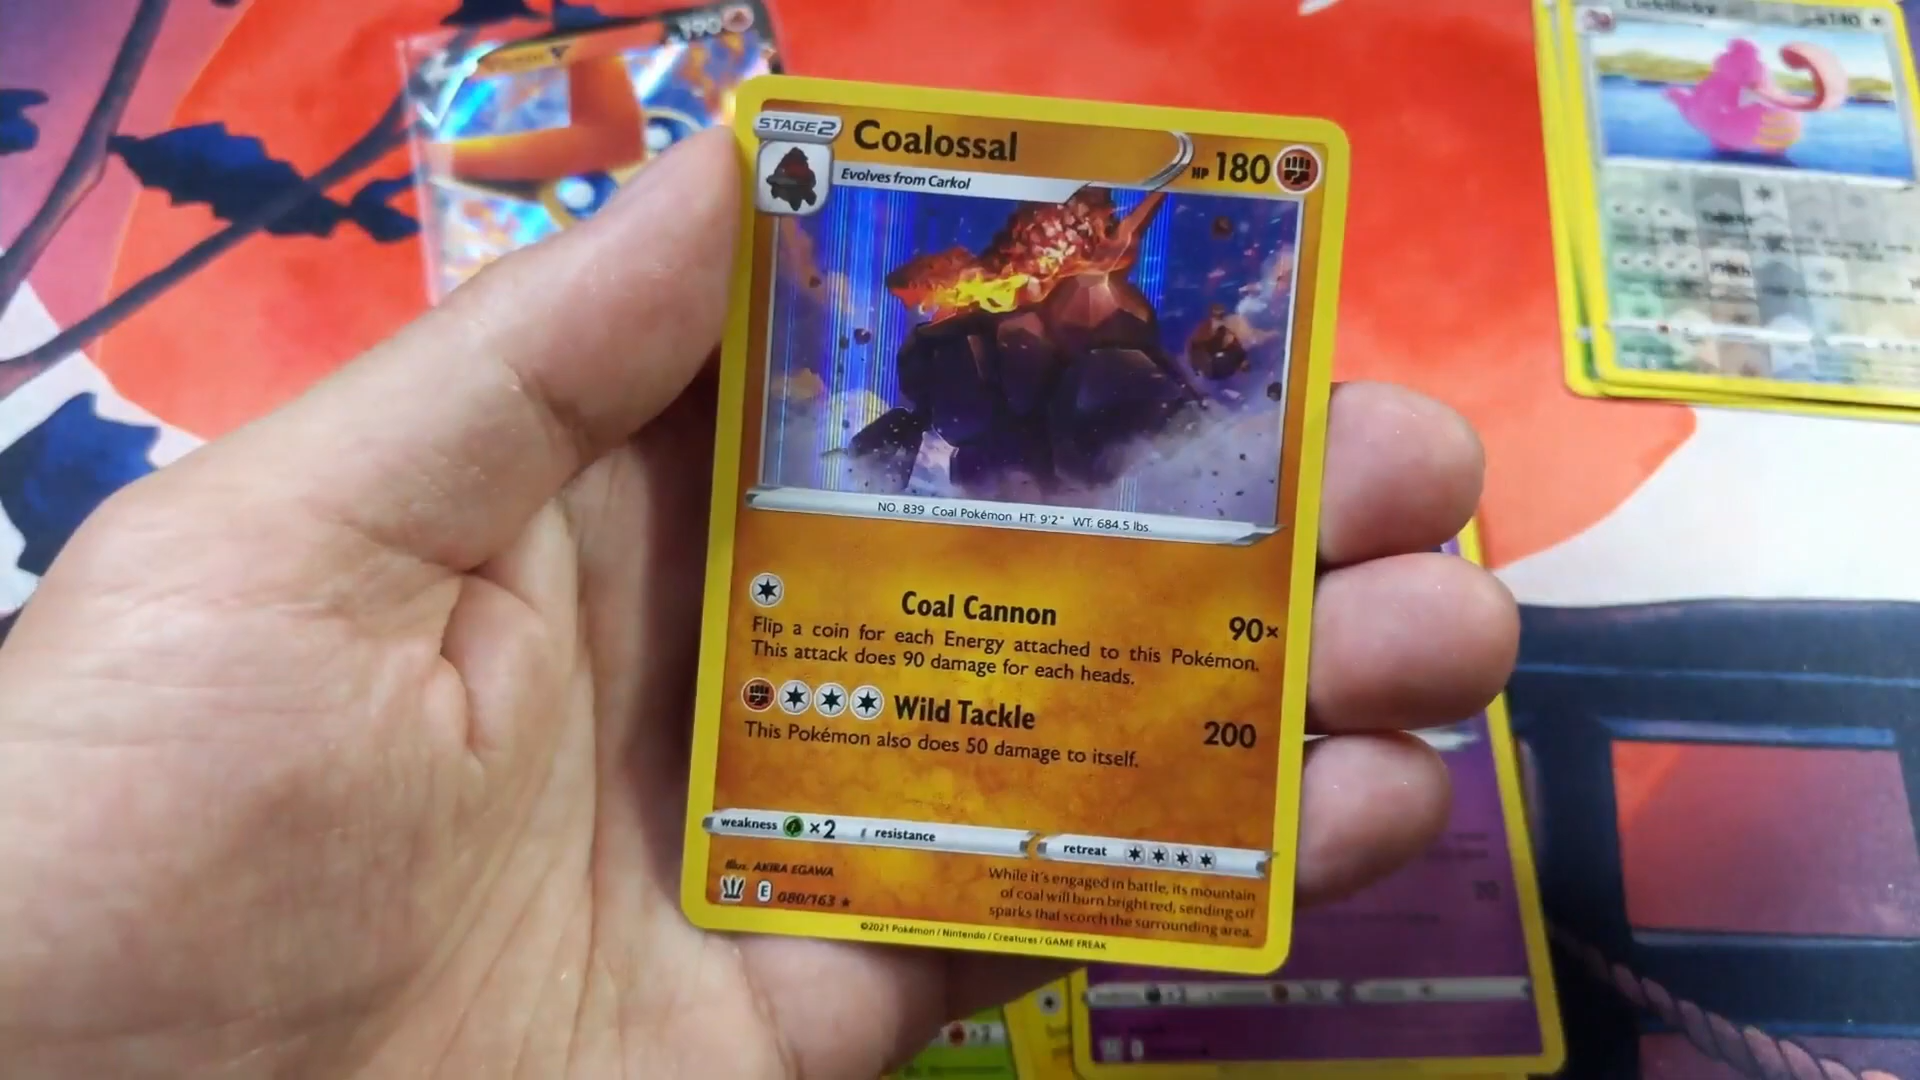 STAGE 2
Coalossal
HP 180
Evolves from Carkol
NO. 839 Coal Pokémon HT: 9'2" WT: 684.5 lbs.
Coal Cannon 90×
Flip a coin for each Energy attached to this Pokémon.
This attack does 90 damage for each heads.
Wild Tackle 200
This Pokémon also does 50 damage to itself.
weakness ×2 resistance retreat
Illus. AKIRA EGAWA
E 080/163 ★
While it's engaged in battle, its mountain
of coal will burn bright red, sending off
sparks that scorch the surrounding area.
©2021 Pokémon / Nintendo / Creatures / GAME FREAK
190
140
×2
×2